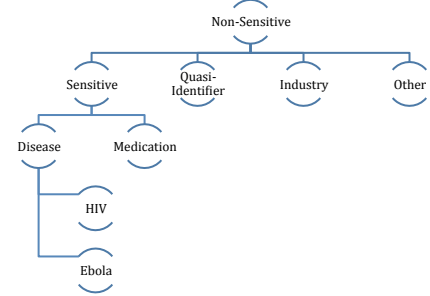 Non-Sensitive
Sensitive
Quasi-
Identifier
Industry
Other
Disease
Medication
HIV
Ebola